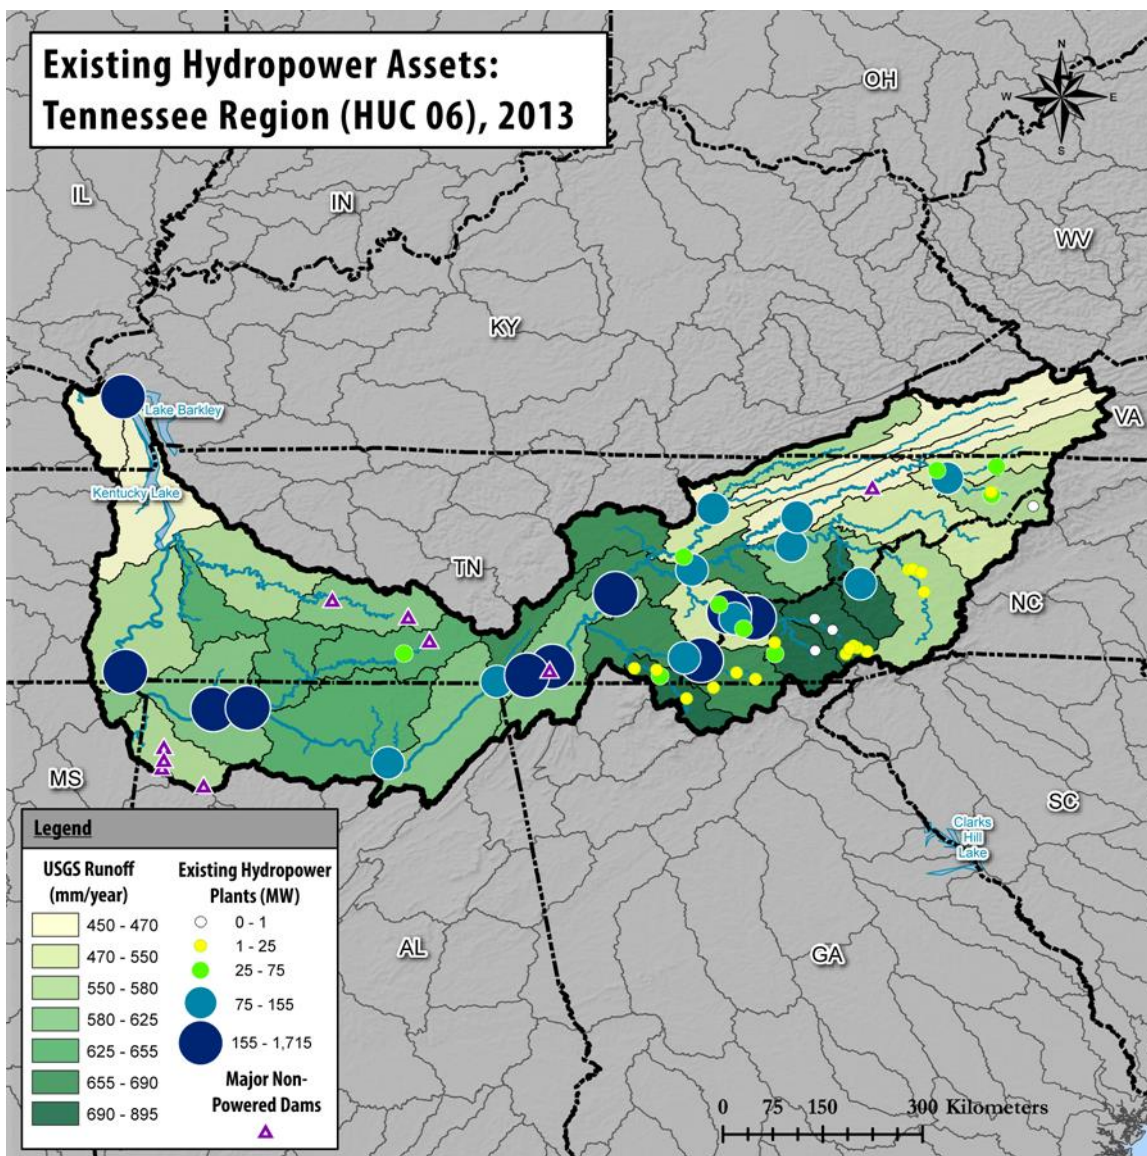 Existing Hydropower Assets:
Tennessee Region (HUC 06), 2013
N
W E
S
OH
IL
IN
WV
KY
Lake Barkley
VA
Kentucky Lake
TN
NC
MS
SC
Clarks
Hill
Lake
AL
GA
Legend
USGS Runoff
(mm/year)
450 - 470
470 - 550
550 - 580
580 - 625
625 - 655
655 - 690
690 - 895
Existing Hydropower
Plants (MW)
0 - 1
1 - 25
25 - 75
75 - 155
155 - 1,715
Major Non-
Powered Dams
0 75 150 300 Kilometers